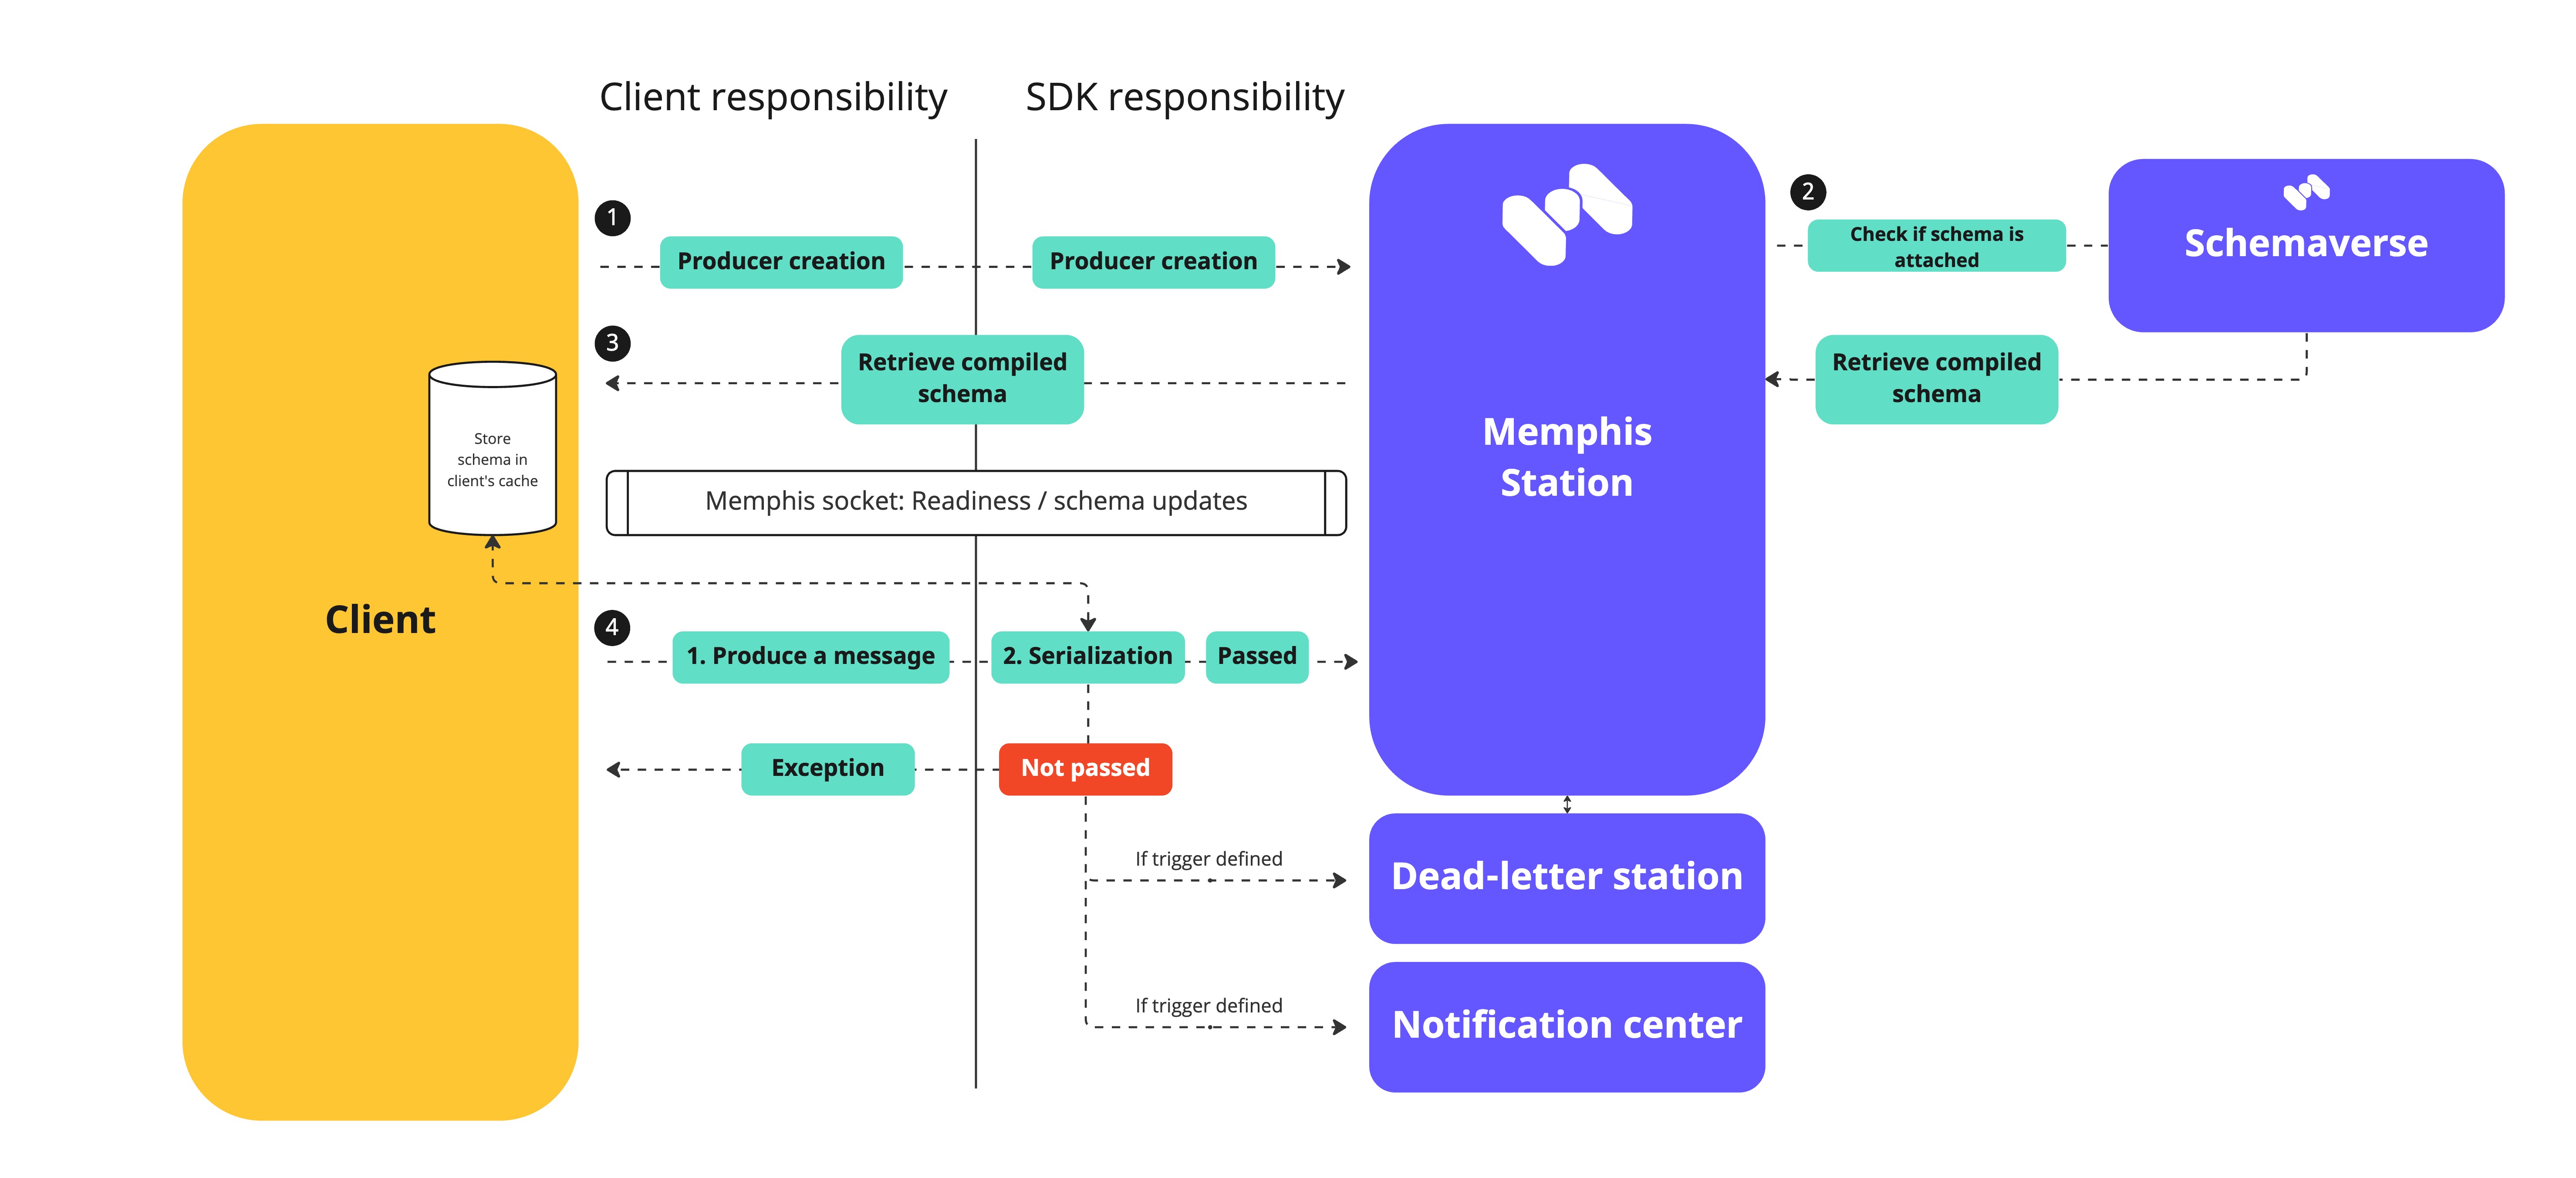 Client responsibility
SDK responsibility
1
Producer creation
Producer creation
2
Check if schema is
attached
Schemaverse
3
Retrieve compiled
schema
Retrieve compiled
schema
Store
schema in
client's cache
Memphis
Station
Memphis socket: Readiness / schema updates
Client
4
1. Produce a message
2. Serialization
Passed
Exception
Not passed
If trigger defined
Dead-letter station
If trigger defined
Notification center